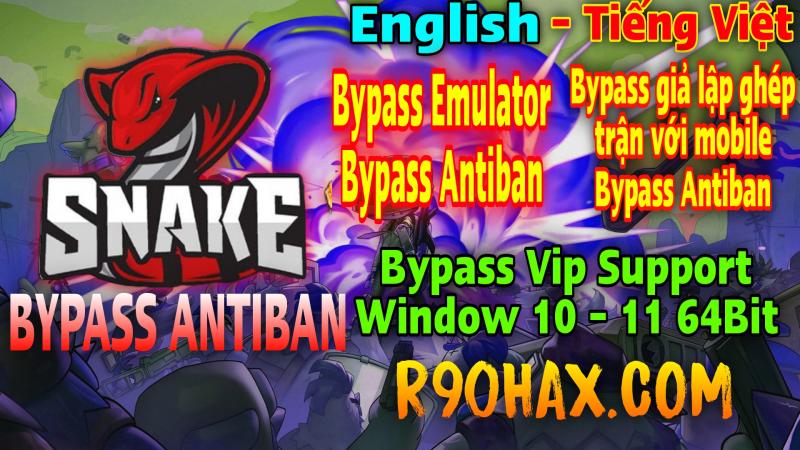 English - Tiếng Việt
Bypass Emulator
Bypass Antiban
Bypass giả lập ghép
trận với mobile
Bypass Antiban
SNAKE
BYPASS ANTIBAN
Bypass Vip Support
Window 10 - 11 64Bit
R90HAX.COM